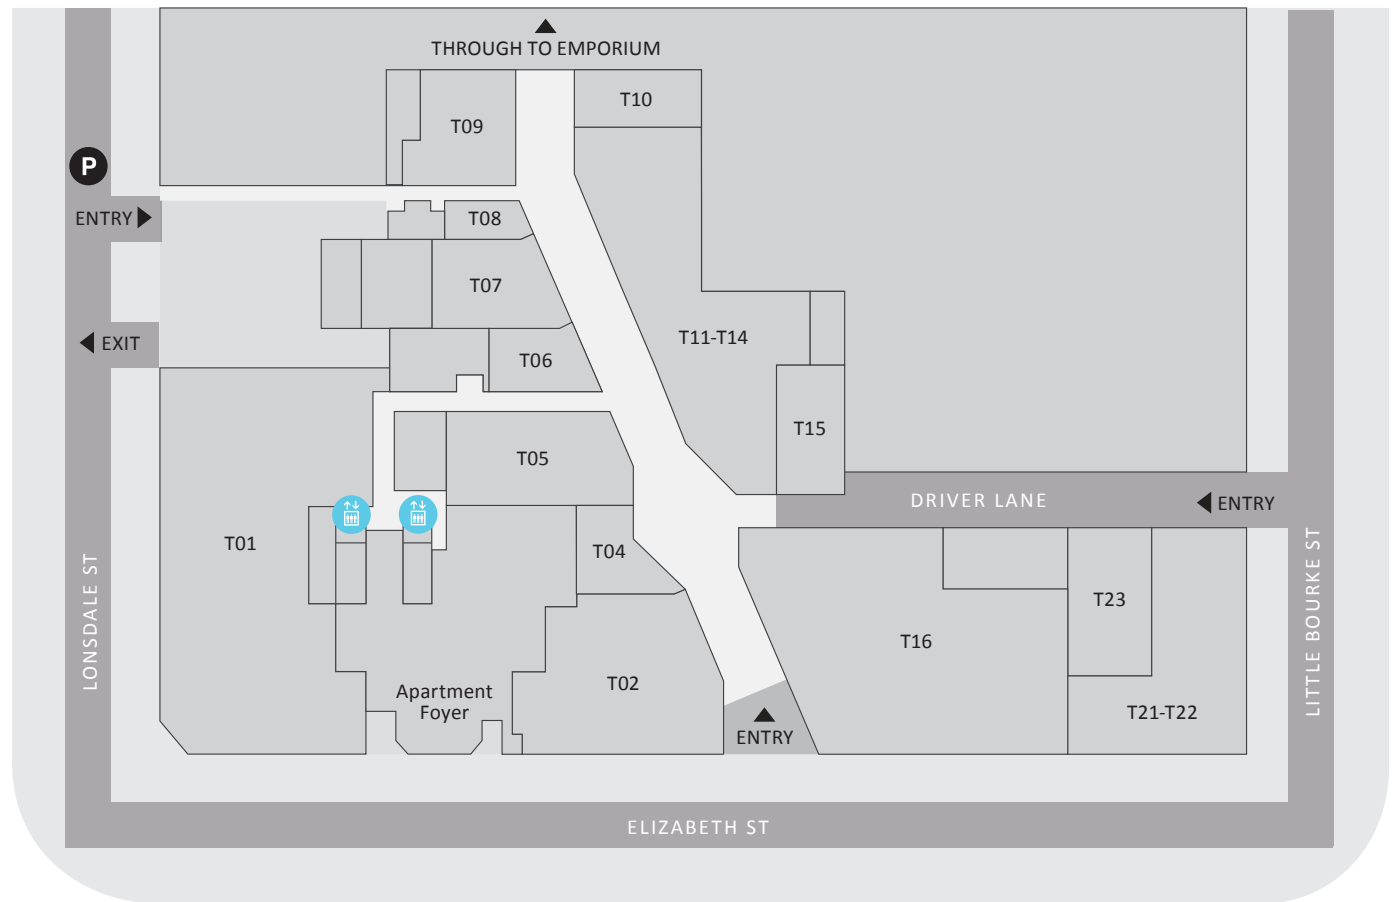 THROUGH TO EMPORIUM
T10
T09
P
ENTRY
T08
T07
EXIT
T11-T14
T06
T15
T05
DRIVER LANE
ENTRY
T01
T04
T23
T16
LONSDALE ST
LITTLE BOURKE ST
Apartment
Foyer
T02
T21-T22
ENTRY
ELIZABETH ST